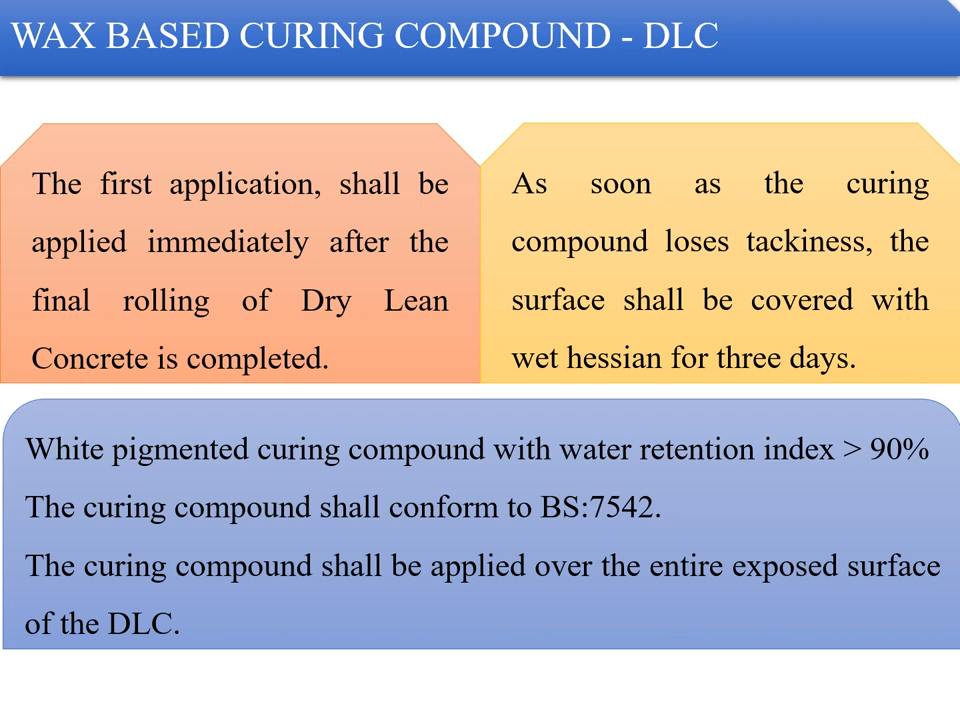 WAX BASED CURING COMPOUND - DLC
The first application, shall be
applied immediately after the
final rolling of Dry Lean
Concrete is completed.
As soon as the curing
compound loses tackiness, the
surface shall be covered with
wet hessian for three days.
White pigmented curing compound with water retention index > 90%
The curing compound shall conform to BS:7542.
The curing compound shall be applied over the entire exposed surface
of the DLC.